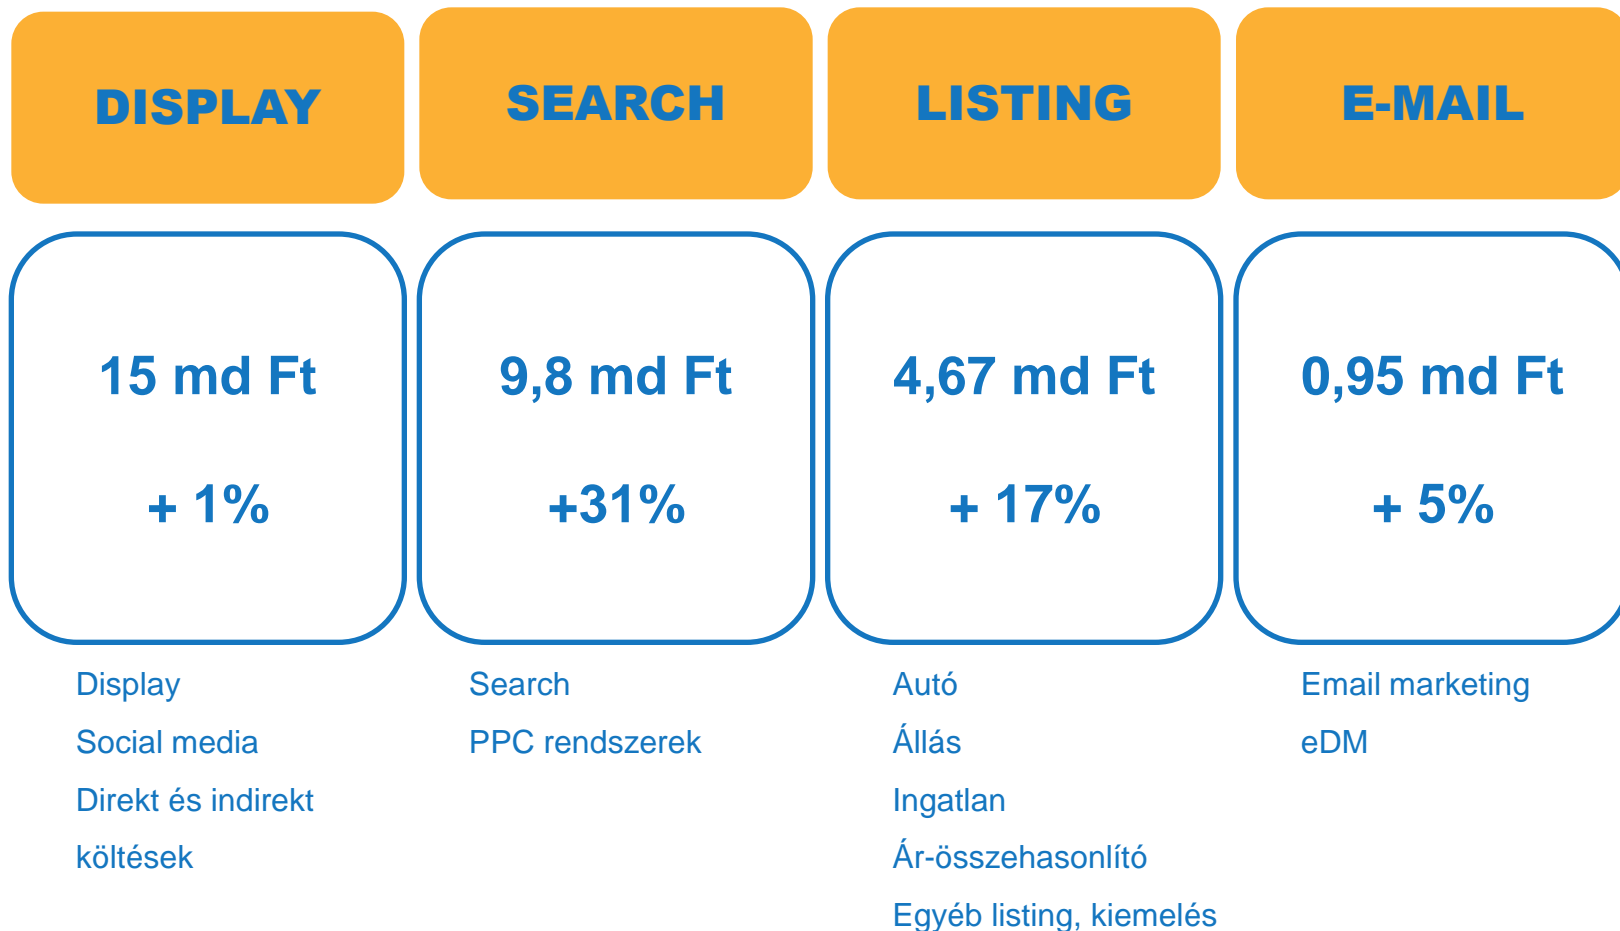 DISPLAY
SEARCH
LISTING
E-MAIL
15 md Ft
+ 1%
9,8 md Ft
+31%
4,67 md Ft
+ 17%
0,95 md Ft
+ 5%
Display
Social media
Direkt és indirekt
költések
Search
PPC rendszerek
Autó
Állás
Ingatlan
Ár-összehasonlító
Egyéb listing, kiemelés
Email marketing
eDM